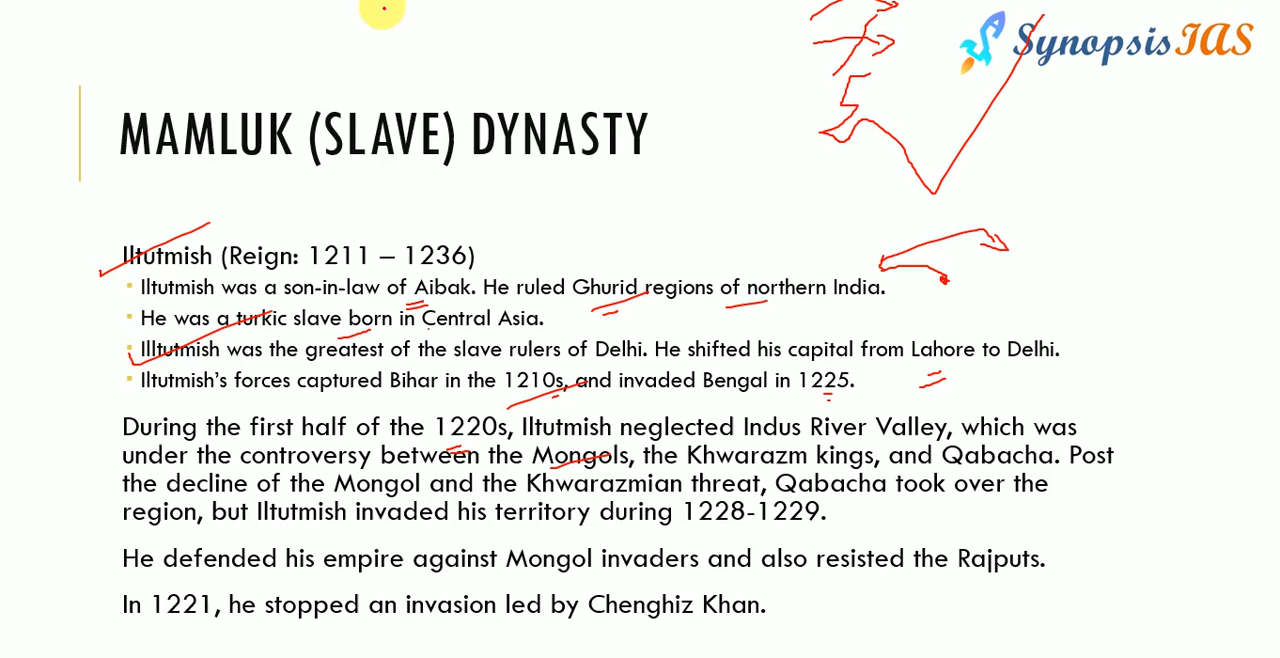 SynopsisIAS
MAMLUK (SLAVE) DYNASTY
Iltutmish (Reign: 1211 – 1236)
Iltutmish was a son-in-law of Aibak. He ruled Ghurid regions of northern India.
He was a turkic slave born in Central Asia.
Illtutmish was the greatest of the slave rulers of Delhi. He shifted his capital from Lahore to Delhi.
Iltutmish's forces captured Bihar in the 1210s, and invaded Bengal in 1225.
During the first half of the 1220s, Iltutmish neglected Indus River Valley, which was
under the controversy between the Mongols, the Khwarazm kings, and Qabacha. Post
the decline of the Mongol and the Khwarazmian threat, Qabacha took over the
region, but Iltutmish invaded his territory during 1228-1229.
He defended his empire against Mongol invaders and also resisted the Rajputs.
In 1221, he stopped an invasion led by Chenghiz Khan.